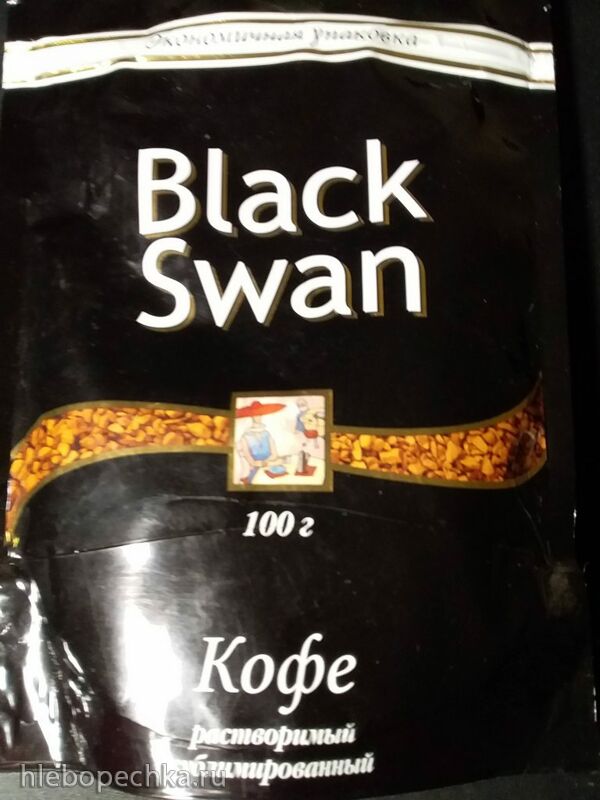 Экономичная упаковка
Black
Swan
100 г
Кофе
растворимый
сублимированный
hlebopechka.ru